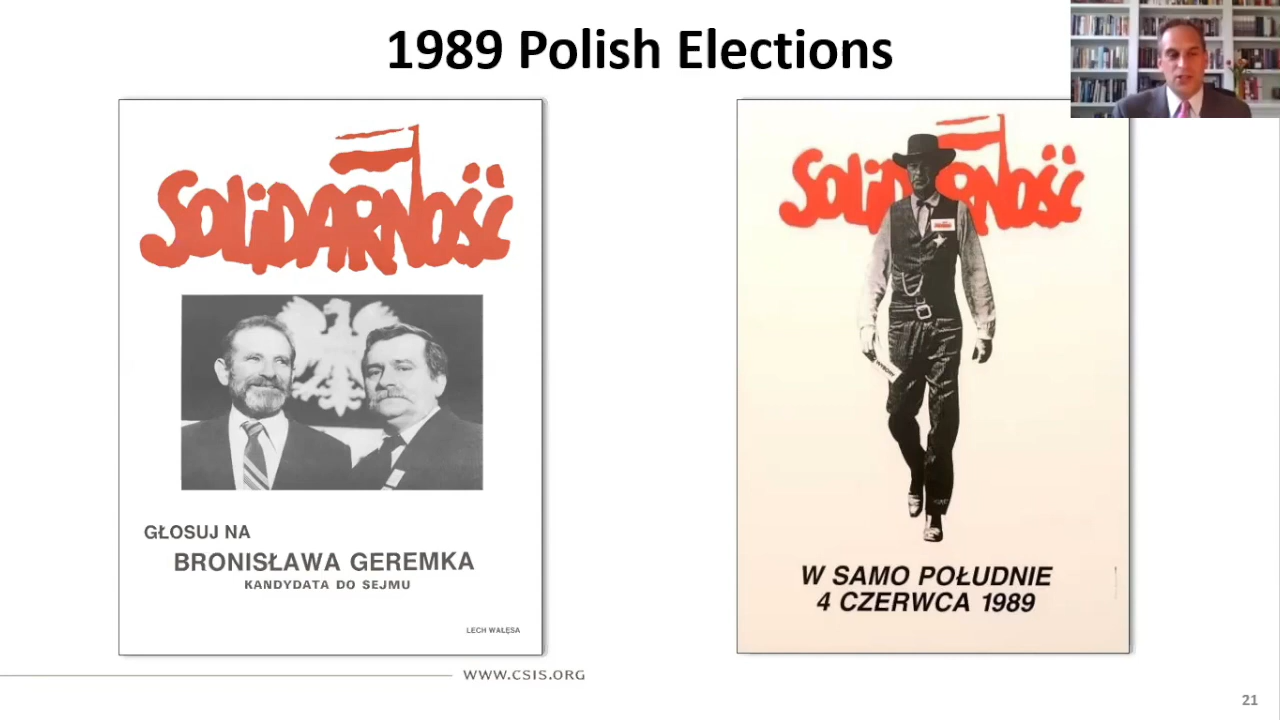 1989 Polish Elections
SOLiDARNOŚĆ
GŁOSUJ NA
BRONISŁAWA GEREMKA
KANDYDATA DO SEJMU
LECH WAŁĘSA
SOLiDARNOŚĆ
W SAMO POŁUDNIE
4 CZERWCA 1989
WWW.CSIS.ORG
21